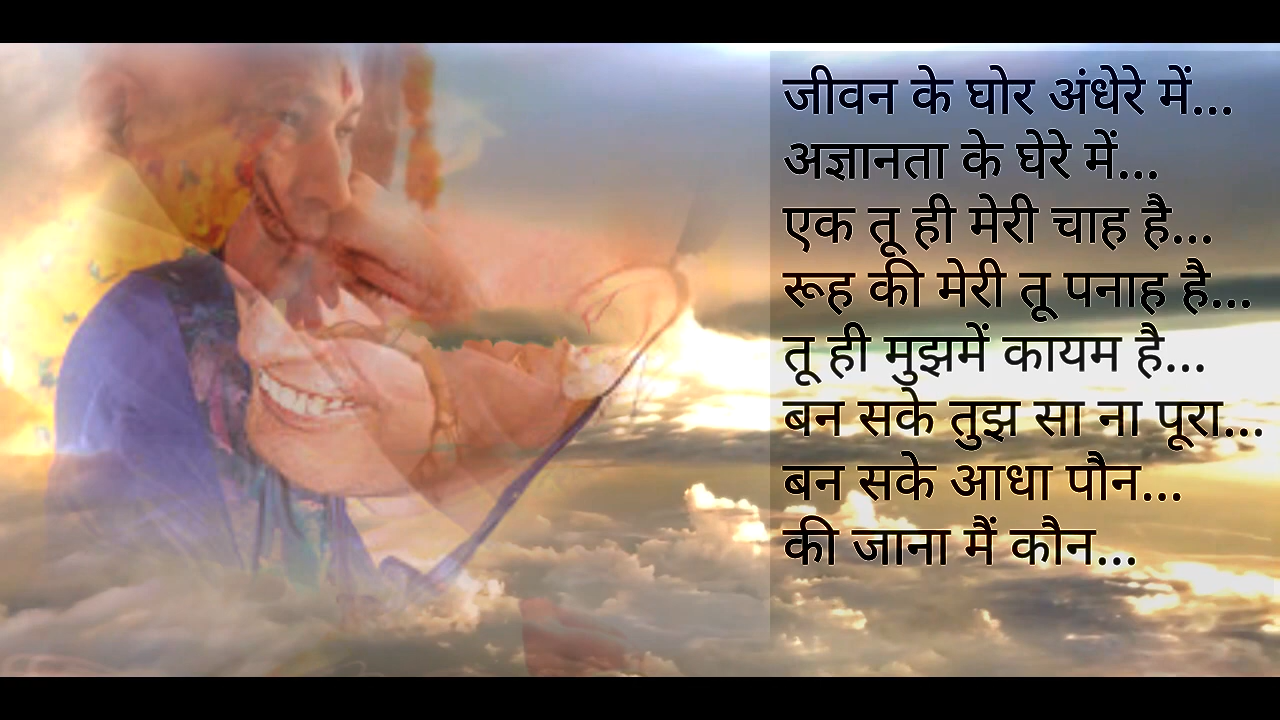 जीवन के घोर अंधेरे में...
अज्ञानता के घेरे में...
एक तू ही मेरी चाह है...
रूह की मेरी तू पनाह है...
तू ही मुझमें कायम है...
बन सके तुझ सा ना पूरा...
बन सके आधा पौन...
की जाना मैं कौन...